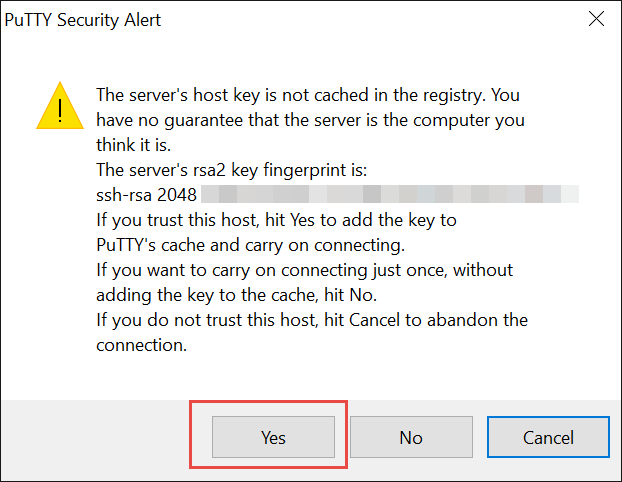 PuTTY Security Alert
The server's host key is not cached in the registry. You
have no guarantee that the server is the computer you
think it is.
The server's rsa2 key fingerprint is:
ssh-rsa 2048
If you trust this host, hit Yes to add the key to
PuTTY's cache and carry on connecting.
If you want to carry on connecting just once, without
adding the key to the cache, hit No.
If you do not trust this host, hit Cancel to abandon the
connection.
Yes No Cancel